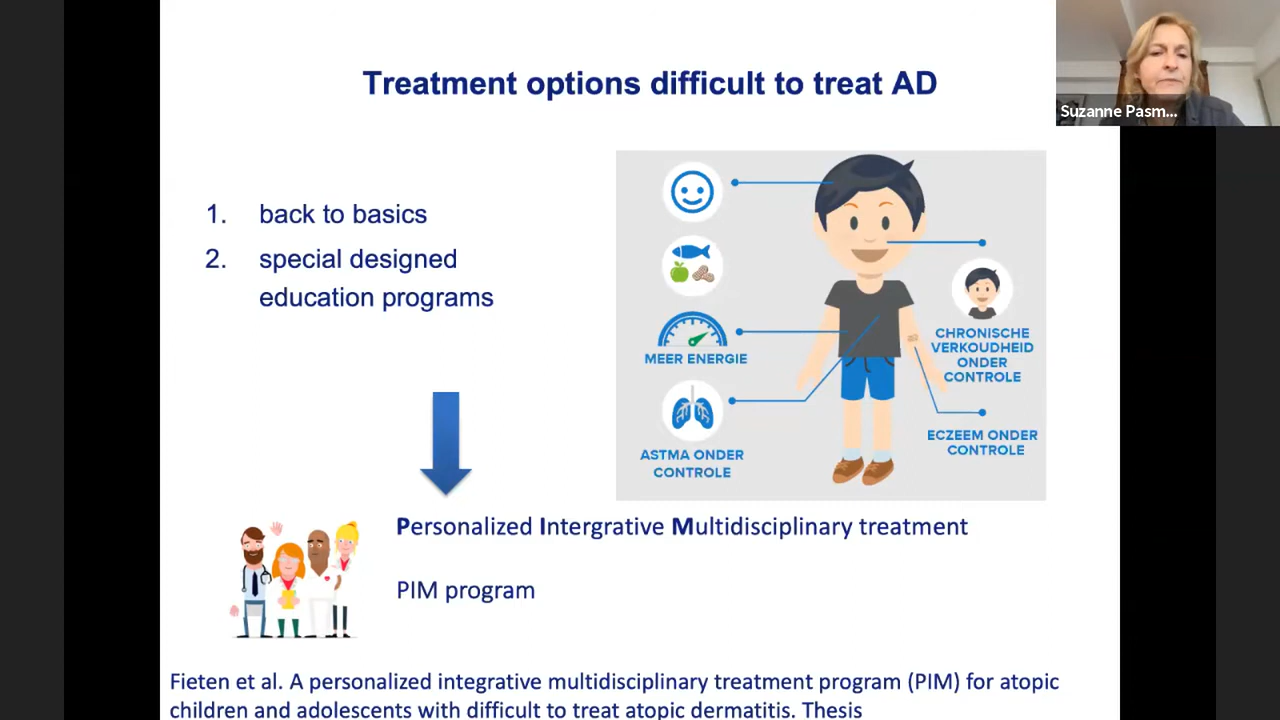 Treatment options difficult to treat AD
Suzanne Pasm...
1. back to basics
2. special designed
education programs
MEER ENERGIE
ASTMA ONDER
CONTROLE
CHRONISCHE
VERKOUDHEID
ONDER
CONTROLE
ECZEEM ONDER
CONTROLE
Personalized Intergrative Multidisciplinary treatment
PIM program
Fieten et al. A personalized integrative multidisciplinary treatment program (PIM) for atopic
children and adolescents with difficult to treat atopic dermatitis. Thesis